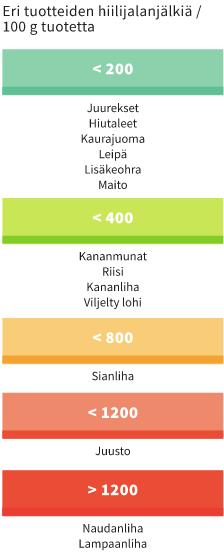 Eri tuotteiden hiilijalanjälkiä /
100 g tuotetta
< 200
Juurekset
Hiutaleet
Kaurajuoma
Leipä
Lisäkeohra
Maito
< 400
Kananmunat
Riisi
Kananliha
Viljelty lohi
< 800
Sianliha
< 1200
Juusto
> 1200
Naudanliha
Lampaanliha